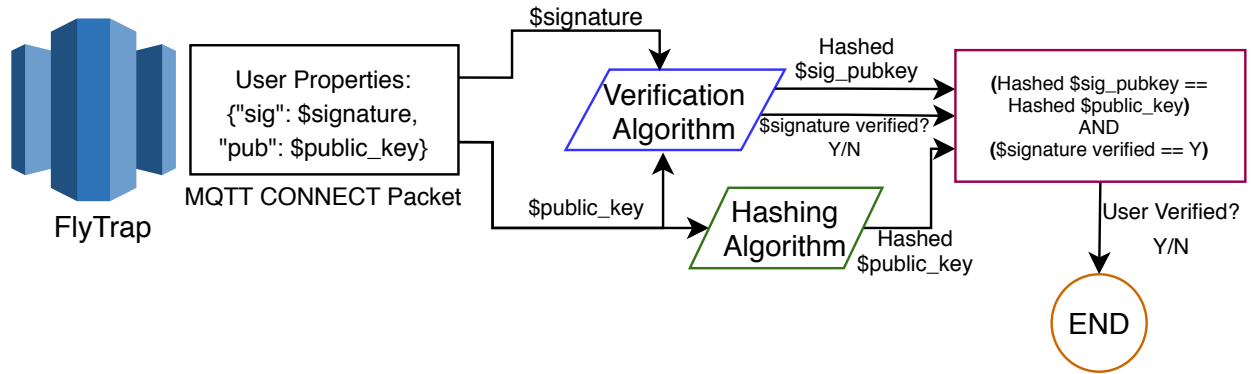 FlyTrap
User Properties:
{"sig": $signature,
"pub": $public_key}
MQTT CONNECT Packet
$signature
$public_key
Verification
Algorithm
Hashing
Algorithm
Hashed
$sig_pubkey
$signature verified?
Y/N
Hashed
$public_key
(Hashed $sig_pubkey ==
Hashed $public_key)
AND
($signature verified == Y)
User Verified?
Y/N
END